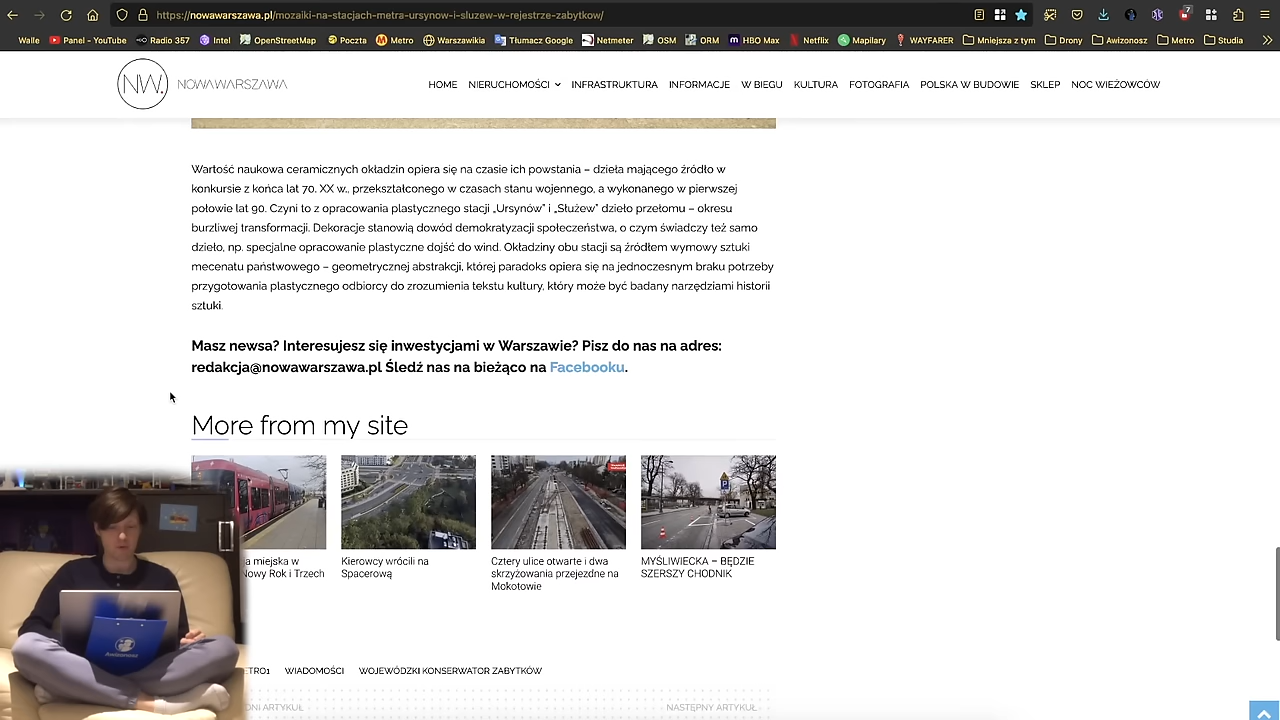 https://nowawarszawa.pl/mozaiki-na-stacjach-metra-ursynow-i-sluzew-w-rejestrze-zabytkow/
7
Walle Panel - YouTube Radio 357 Intel OpenStreetMap Poczta Metro Warszawikia Tłumacz Google Netmeter OSM ORM HBO Max Netflix Mapilary WAYFARER Mniejsza z tym Drony Awizonosz Metro Studia
NW. NOWAWARSZAWA
HOME NIERUCHOMOŚCI INFRASTRUKTURA INFORMACJE W BIEGU KULTURA FOTOGRAFIA POLSKA W BUDOWIE SKLEP NOC WIEŻOWCÓW
Wartość naukowa ceramicznych okładzin opiera się na czasie ich powstania – dzieła mającego źródło w
konkursie z końca lat 70. XX w., przekształconego w czasach stanu wojennego, a wykonanego w pierwszej
połowie lat 90. Czyni to z opracowania plastycznego stacji „Ursynów” i „Służew” dzieło przełomu – okresu
burzliwej transformacji. Dekoracje stanowią dowód demokratyzacji społeczeństwa, o czym świadczy też samo
dzieło, np. specjalne opracowanie plastyczne dojść do wind. Okładziny obu stacji są źródłem wymowy sztuki
mecenatu państwowego – geometrycznej abstrakcji, której paradoks opiera się na jednoczesnym braku potrzeby
przygotowania plastycznego odbiorcy do zrozumienia tekstu kultury, który może być badany narzędziami historii
sztuki.
Masz newsa? Interesujesz się inwestycjami w Warszawie? Pisz do nas na adres:
redakcja@nowawarszawa.pl Śledź nas na bieżąco na Facebooku.
More from my site
a miejska w
Nowy Rok i Trzech
Kierowcy wrócili na
Spacerową
Cztery ulice otwarte i dwa
skrzyżowania przejezdne na
Mokotowie
MYŚLIWIECKA – BĘDZIE
SZERSZY CHODNIK
ETRO1 WIADOMOŚCI WOJEWÓDZKI KONSERWATOR ZABYTKÓW
DNI ARTYKUŁ NASTĘPNY ARTYKUŁ